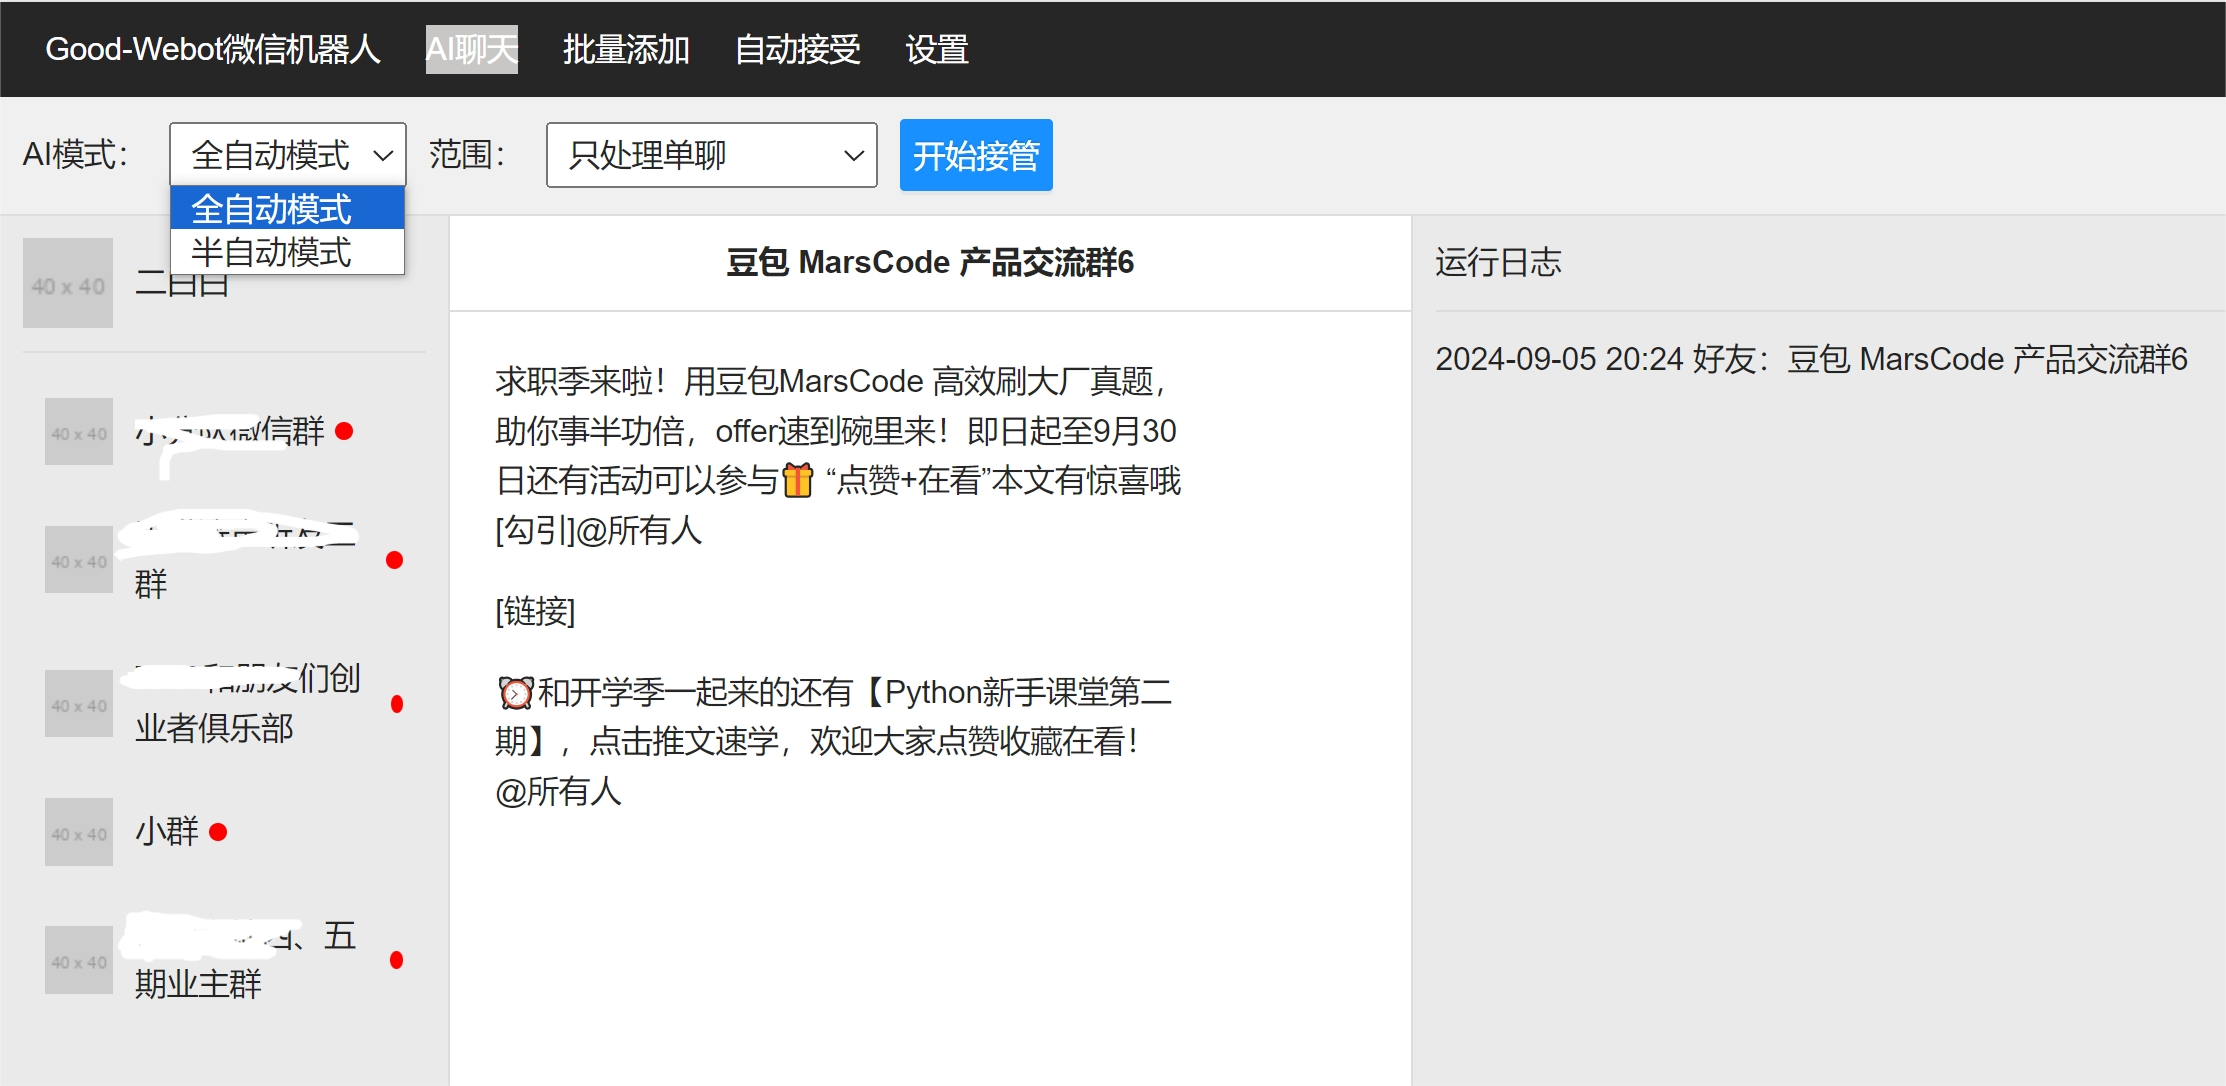 Good-Webot微信机器人 AI聊天 批量添加 自动接受 设置
AI模式： 全自动模式 范围： 只处理单聊 开始接管
全自动模式
半自动模式
40 x 40
40 x 40 微信群
40 x 40
群
40 x 40 和朋友们创
业者俱乐部
40 x 40 小群
40 x 40 四、五
期业主群
豆包 MarsCode 产品交流群6
求职季来啦！用豆包MarsCode 高效刷大厂真题，
助你事半功倍，offer速到碗里来！即日起至9月30
日还有活动可以参与🎁 “点赞+在看”本文有惊喜哦
[勾引]@所有人
[链接]
⏰和开学季一起来的还有【Python新手课堂第二
期】，点击推文速学，欢迎大家点赞收藏在看！
@所有人
运行日志
2024-09-05 20:24 好友：豆包 MarsCode 产品交流群6